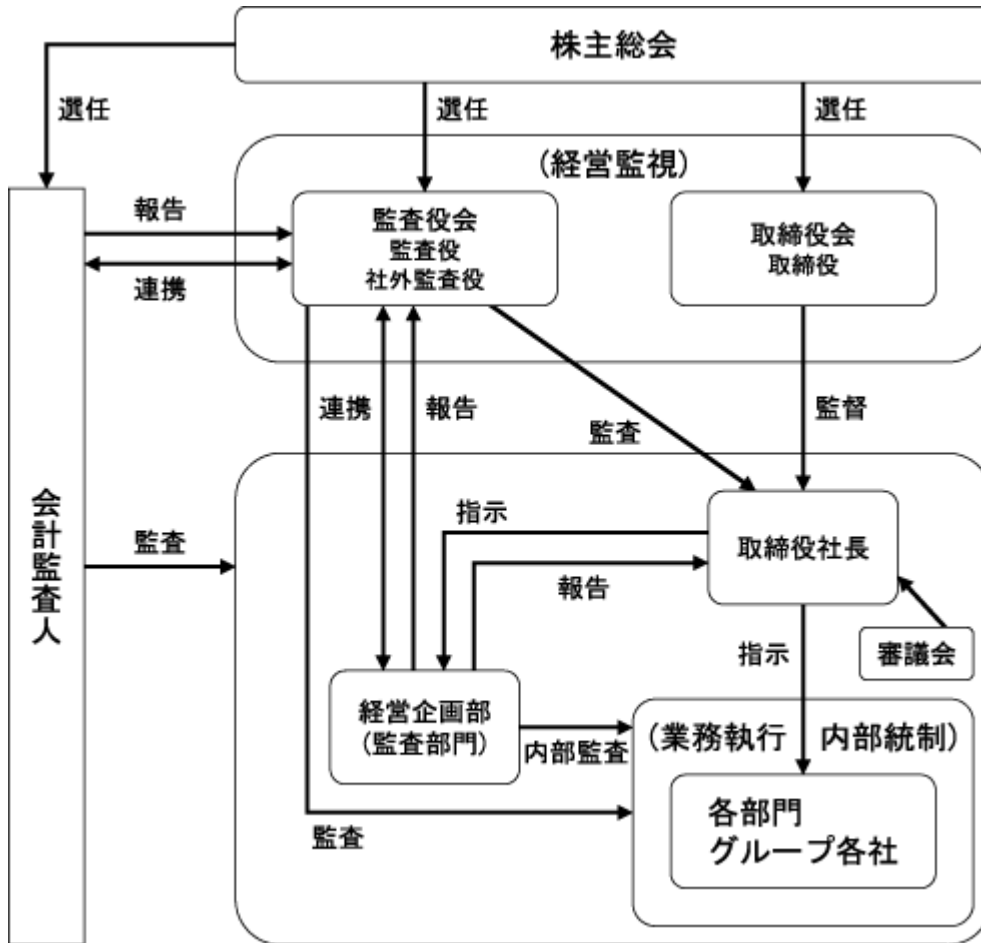 株主総会
選任
選任
選任
(経営監視)
報告
連携
監査役会
監査役
社外監査役
取締役会
取締役
連携
報告
監査
監督
会計監査人
監査
指示
報告
取締役社長
指示
審議会
経営企画部
(監査部門)
内部監査
(業務執行 内部統制)
監査
各部門
グループ各社